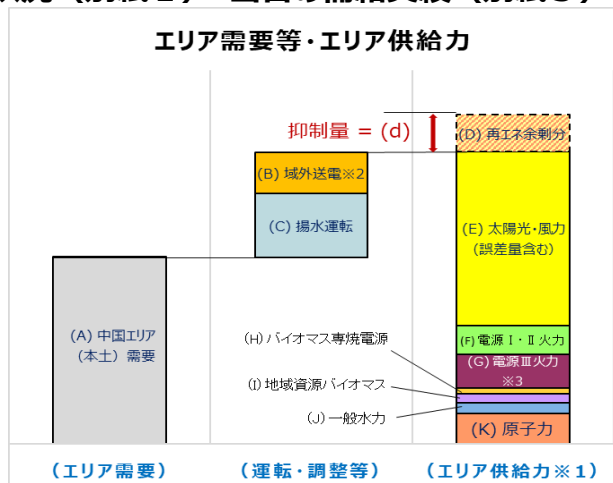 エリア需要等・エリア供給力
抑制量 = (d)
(D) 再エネ余剰分
(B) 域外送電※2
(C) 揚水運転
(E) 太陽光・風力
(誤差量含む)
(A) 中国エリア
(本土) 需要
(H) バイオマス専焼電源
(F) 電源Ⅰ・Ⅱ火力
(G) 電源Ⅲ火力
※3
(I) 地域資源バイオマス
(J) 一般水力
(K) 原子力
(エリア需要)
(運転・調整等)
(エリア供給力※1)